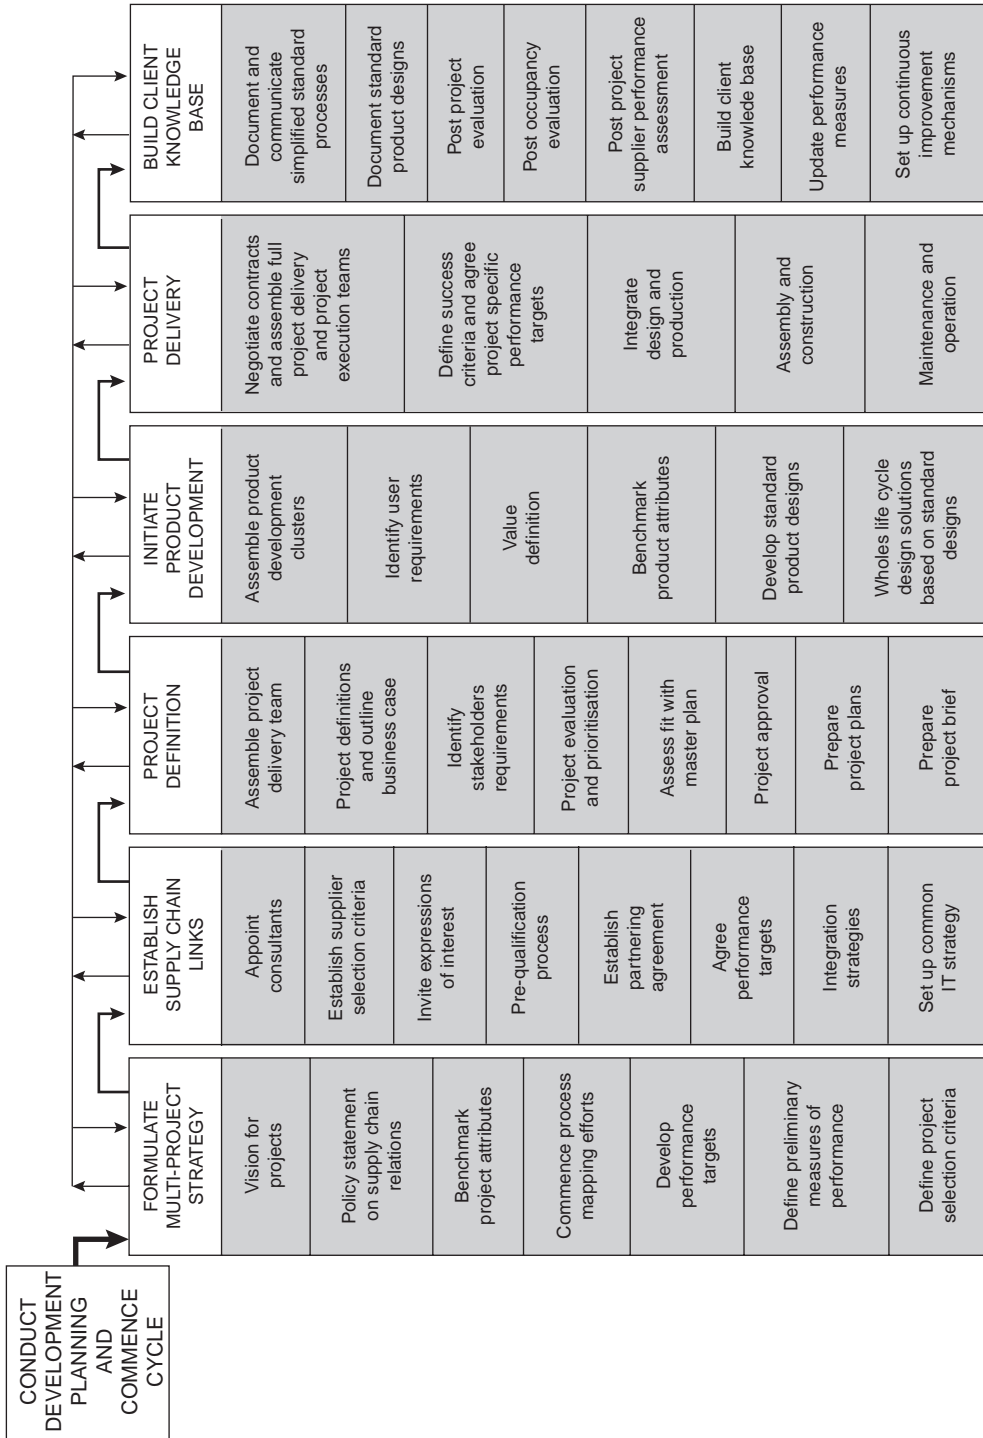 CONDUCT
DEVELOPMENT
PLANNING
AND
COMMENCE
CYCLE
FORMULATE
MULTI-PROJECT
STRATEGY
Vision for
projects
Policy statement
on supply chain
relations
Benchmark
project attributes
Commence process
mapping efforts
Develop
performance
targets
Define preliminary
measures of
performance
Define project
selection criteria
ESTABLISH
SUPPLY CHAIN
LINKS
Appoint
consultants
Establish supplier
selection criteria
Invite expressions
of interest
Pre-qualification
process
Establish
partnering
agreement
Agree
performance
targets
Integration
strategies
Set up common
IT strategy
PROJECT
DEFINITION
Assemble project
delivery team
Project definitions
and outline
business case
Identify
stakeholders
requirements
Project evaluation
and prioritisation
Assess fit with
master plan
Project approval
Prepare
project plans
Prepare
project brief
INITIATE
PRODUCT
DEVELOPMENT
Assemble product
development
clusters
Identify user
requirements
Value
definition
Benchmark
product attributes
Develop standard
product designs
Wholes life cycle
design solutions
based on standard
designs
PROJECT
DELIVERY
Negotiate contracts
and assemble full
project delivery
and project
execution teams
Define success
criteria and agree
project specific
performance
targets
Integrate
design and
production
Assembly and
construction
Maintenance and
operation
BUILD CLIENT
KNOWLEDGE
BASE
Document and
communicate
simplified standard
processes
Document standard
product designs
Post project
evaluation
Post occupancy
evaluation
Post project
supplier performance
assessment
Build client
knowlede base
Update performance
measures
Set up continuous
improvement
mechanisms